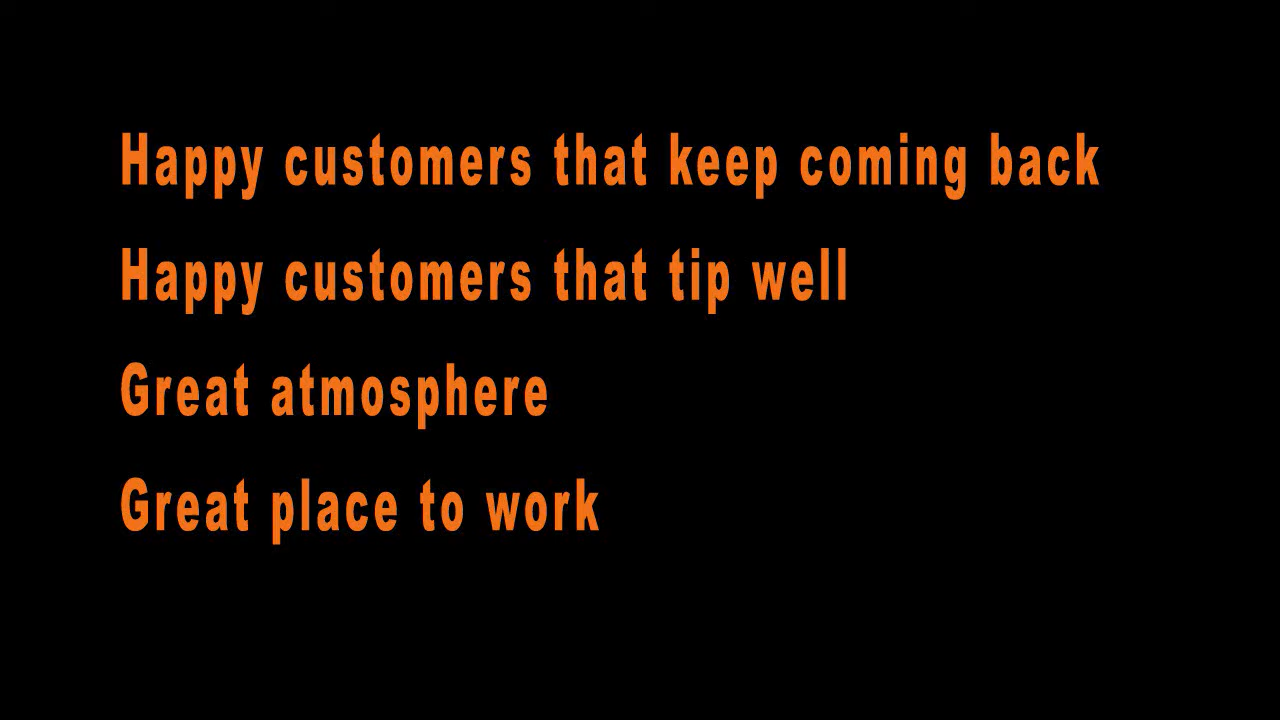 Happy customers that keep coming back
Happy customers that tip well
Great atmosphere
Great place to work